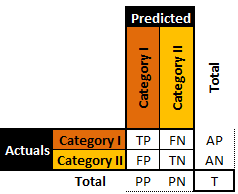 Predicted
Category I
Category II
Total
Actuals
Category I TP FN AP
Category II FP TN AN
Total PP PN T